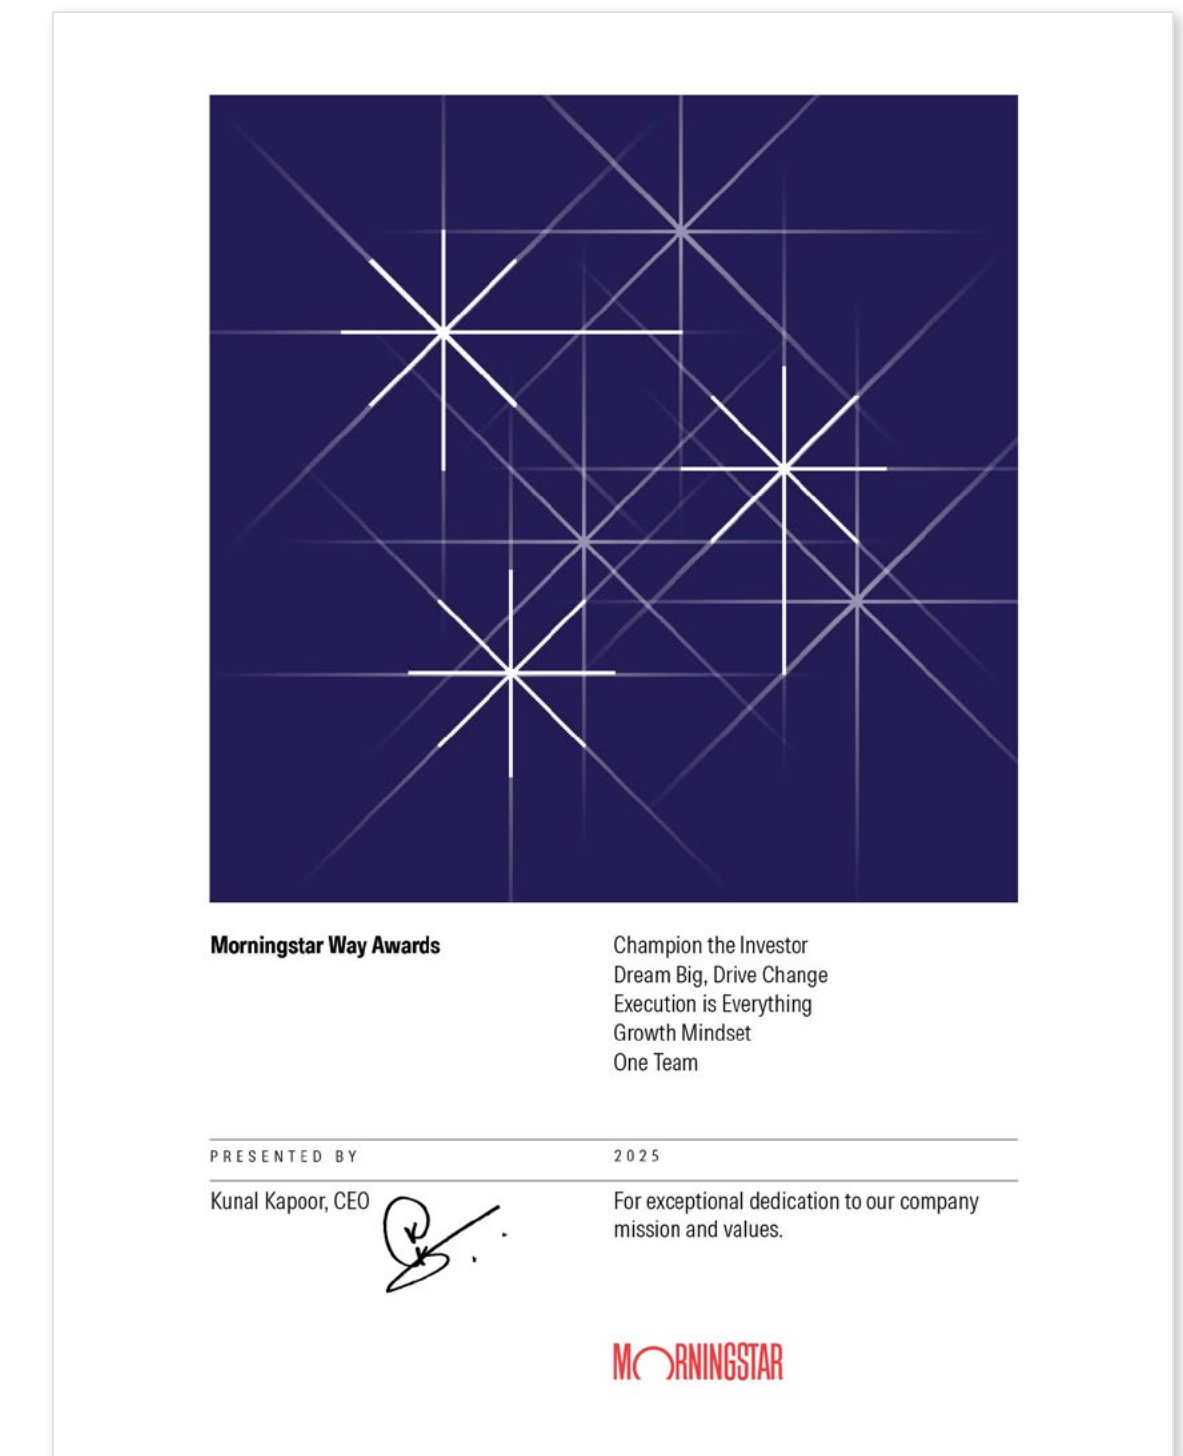 Morningstar Way Awards
Champion the Investor
Dream Big, Drive Change
Execution is Everything
Growth Mindset
One Team
PRESENTED BY
2025
Kunal Kapoor, CEO
For exceptional dedication to our company
mission and values.
MORNINGSTAR